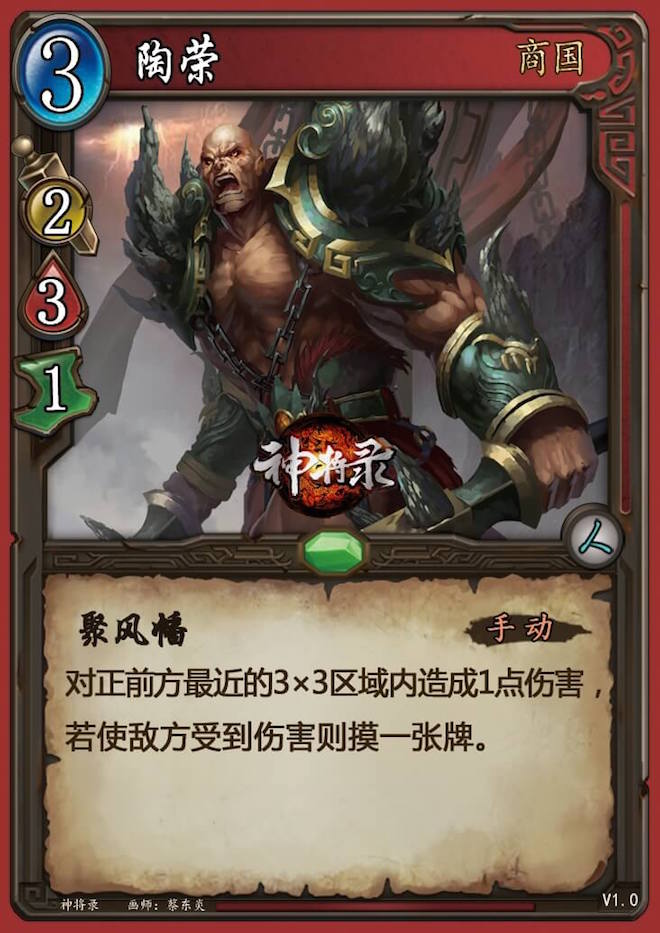 3
陶荣
商国
2
3
1
神将录
人
聚风幡
手动
对正前方最近的3×3区域内造成1点伤害，
若使敌方受到伤害则摸一张牌。
神将录 画师：蔡东炎
V1.0